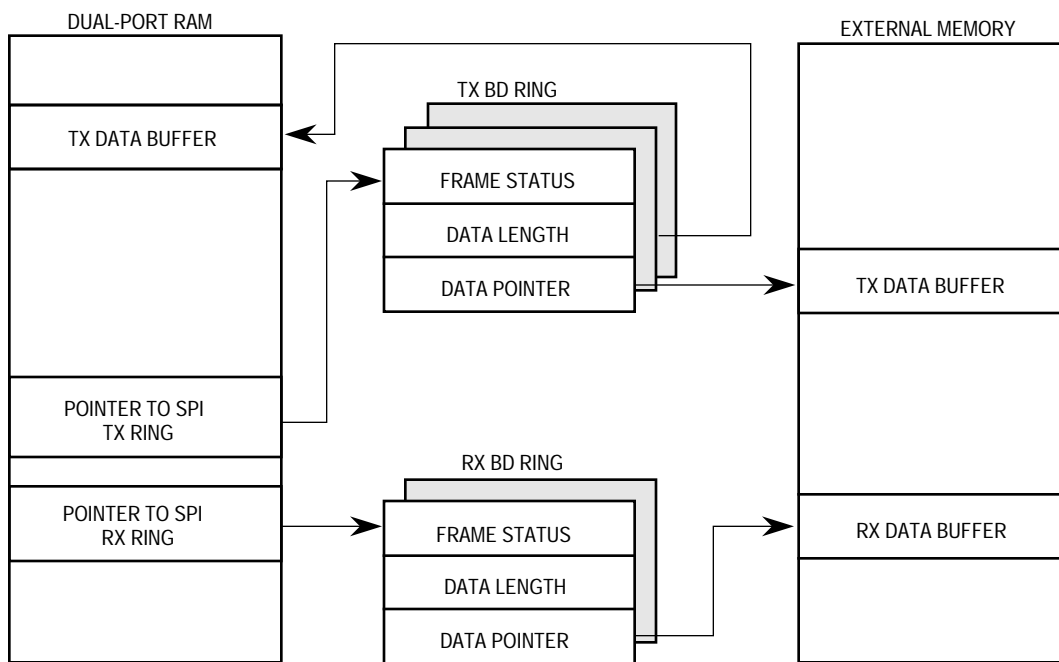 DUAL-PORT RAM
TX DATA BUFFER
POINTER TO SPI
TX RING
POINTER TO SPI
RX RING
TX BD RING
FRAME STATUS
DATA LENGTH
DATA POINTER
RX BD RING
FRAME STATUS
DATA LENGTH
DATA POINTER
EXTERNAL MEMORY
TX DATA BUFFER
RX DATA BUFFER